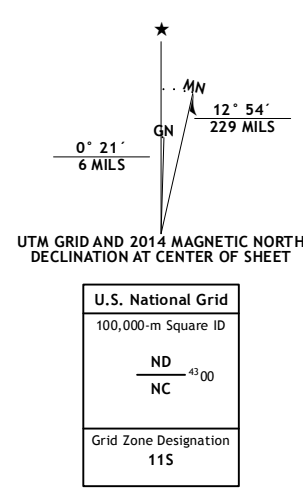 ★
MN
GN
12° 54´
229 MILS
0° 21´
6 MILS
UTM GRID AND 2014 MAGNETIC NORTH
DECLINATION AT CENTER OF SHEET
U.S. National Grid
100,000-m Square ID
ND
4300
NC
Grid Zone Designation
11S